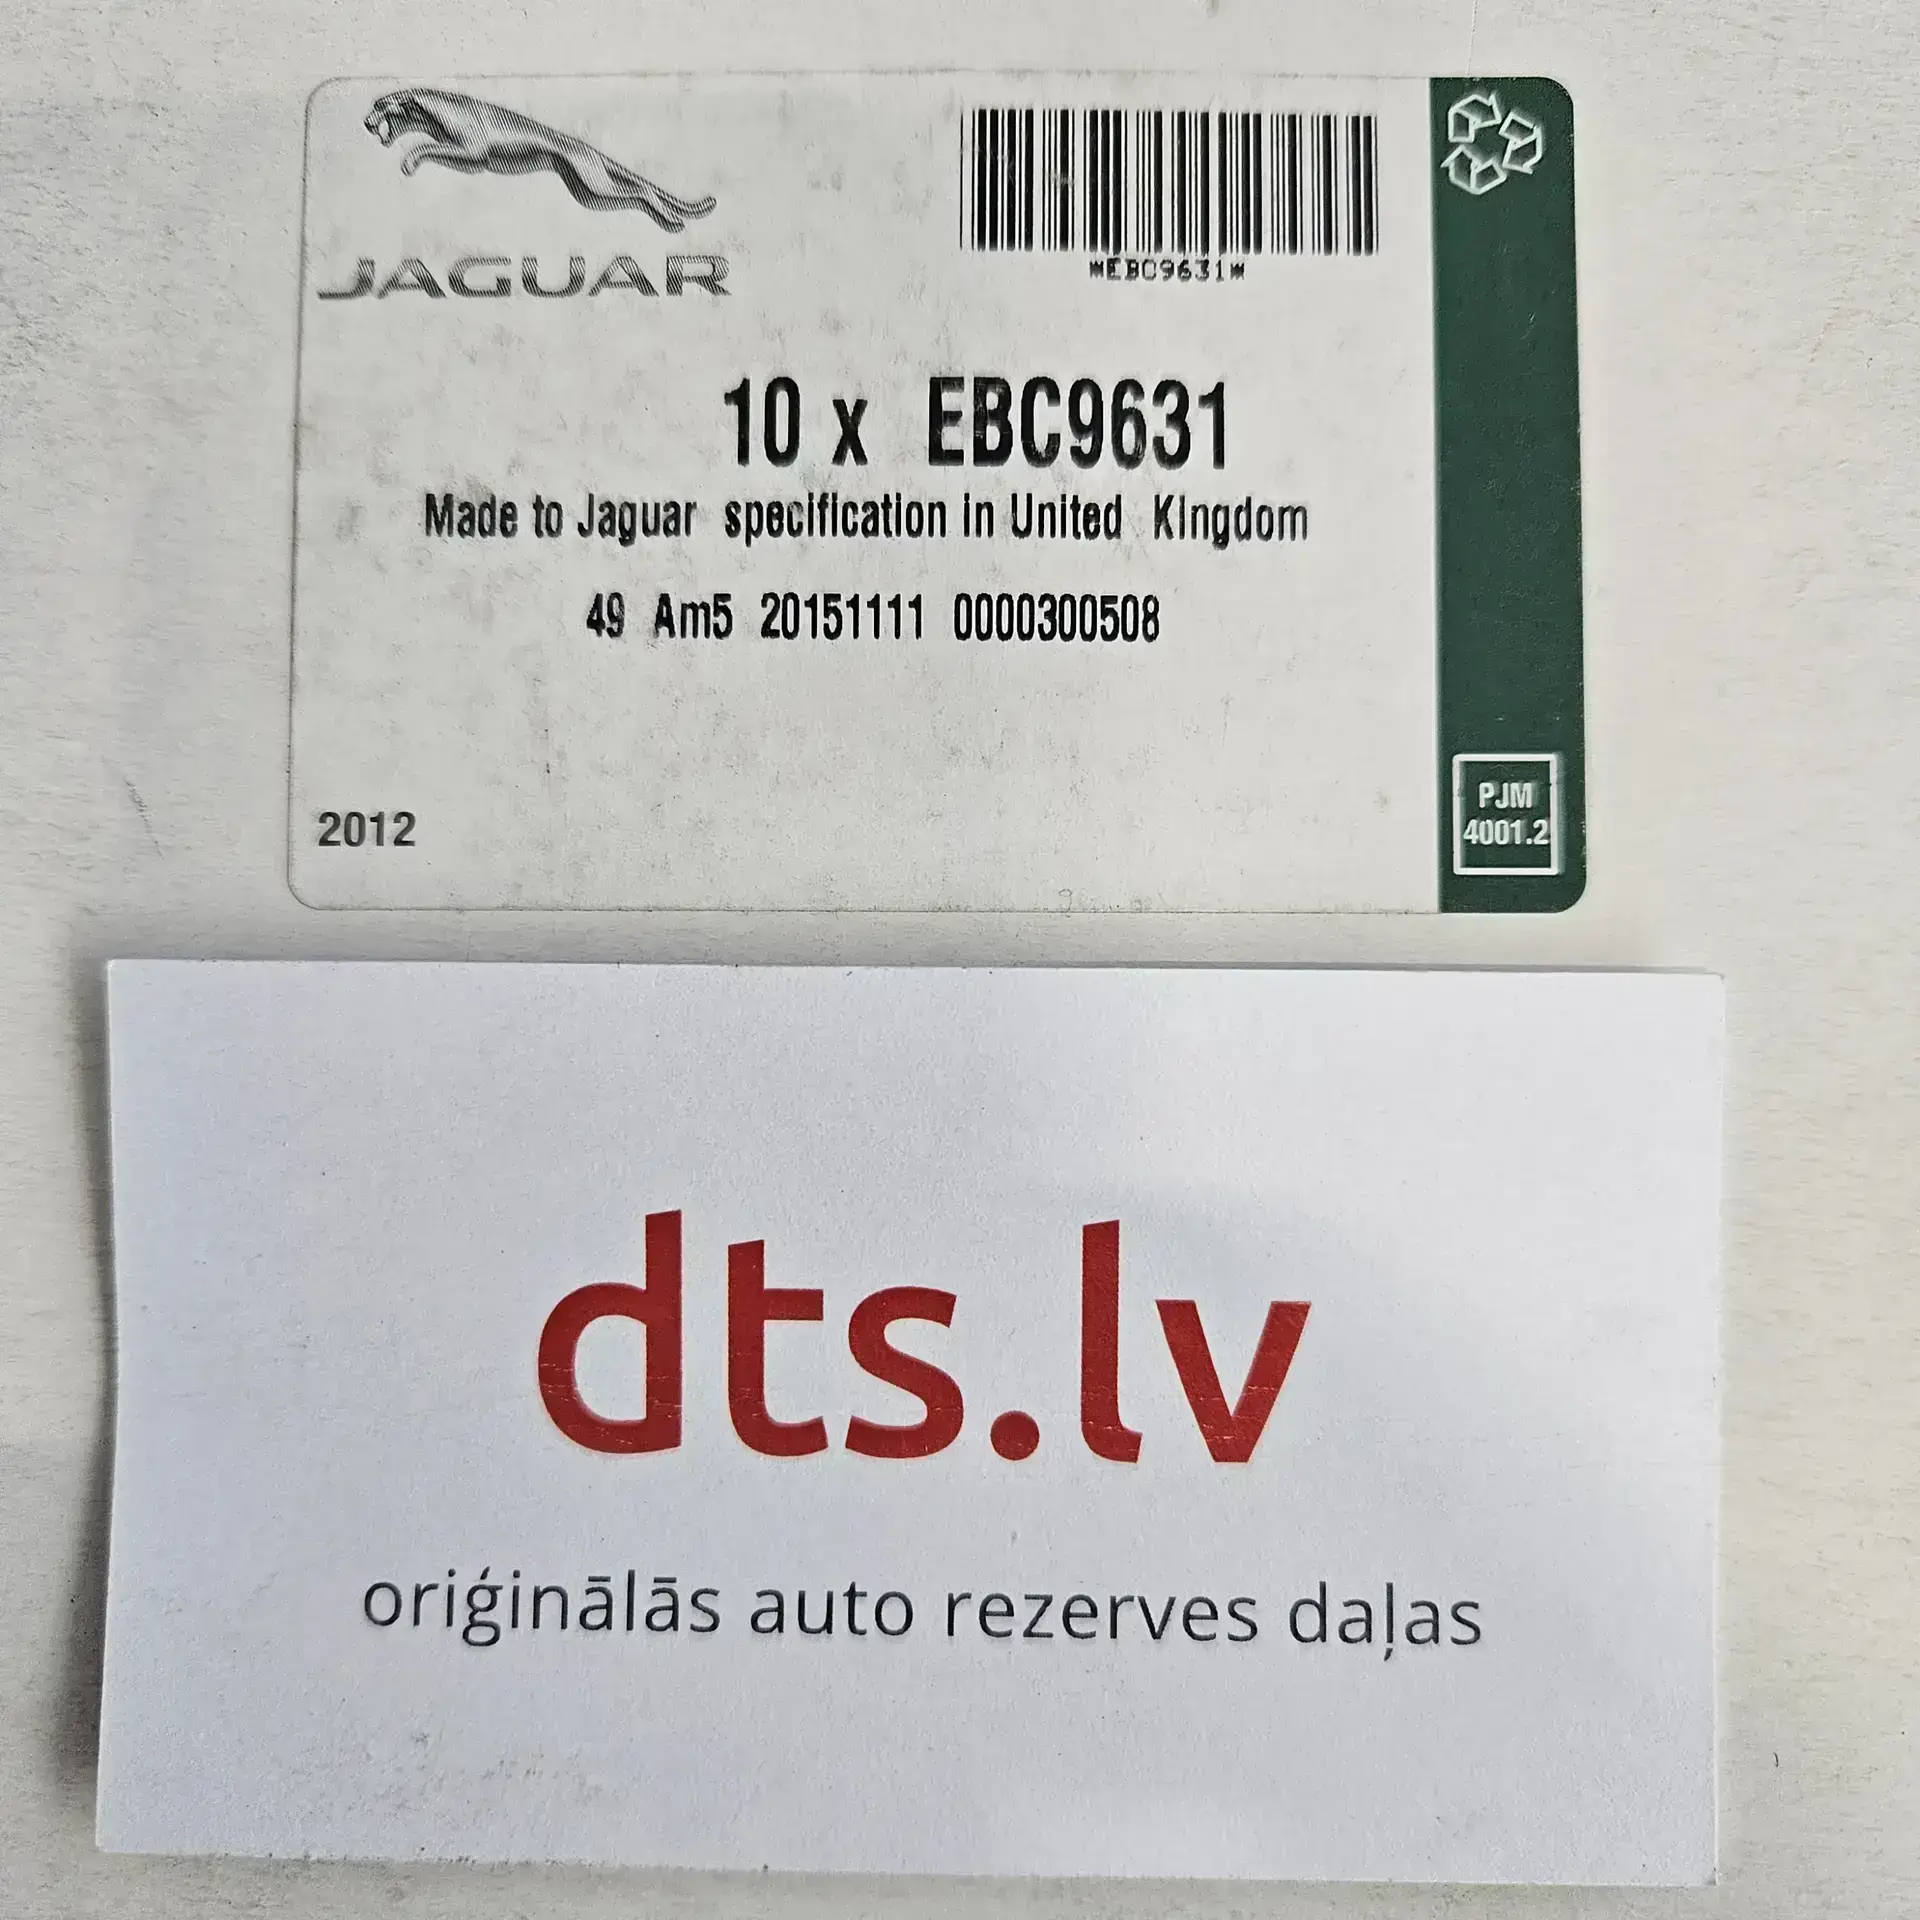 JAGUAR
*EBC9631*
10 x EBC9631
Made to Jaguar specification in United Kingdom
49 Am5 20151111 0000300508
2012
PJM
4001.2
dts.lv
oriģinālās auto rezerves daļas